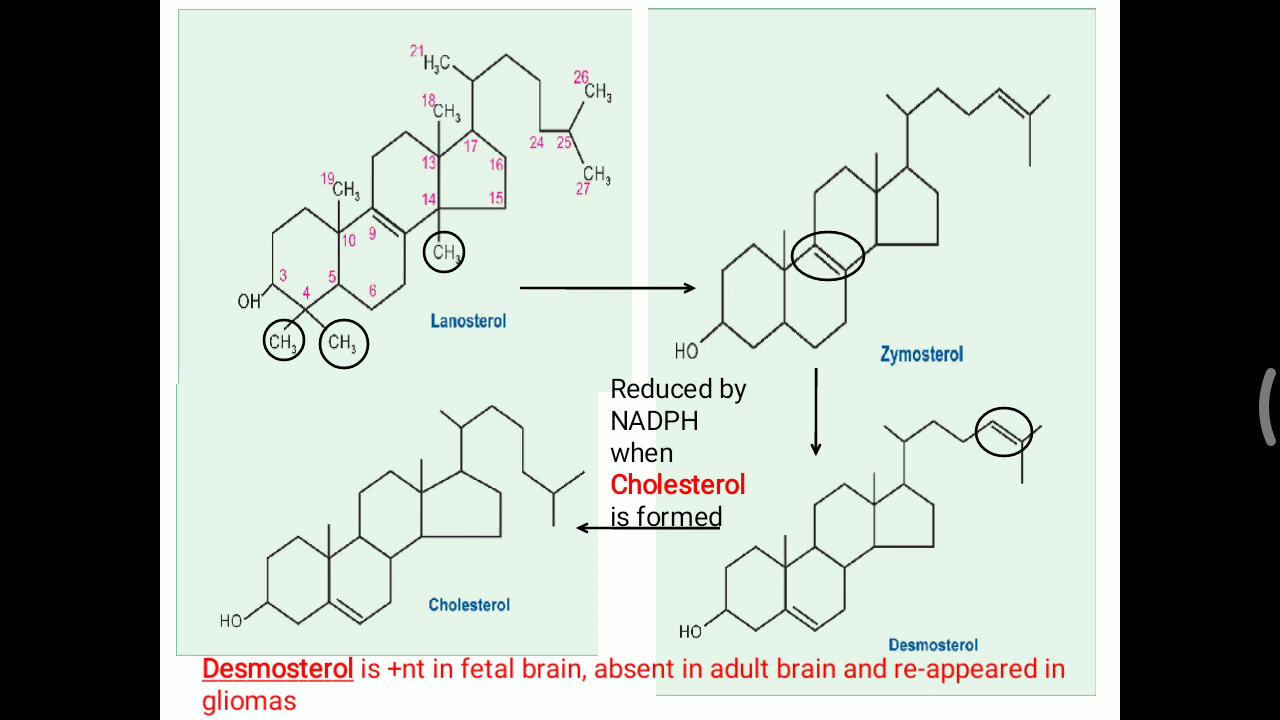 21
H₃C
26
CH₃
18
CH₃
17
24
25
13
16
CH₃
27
19
CH₃
14
15
10
9
CH₃
3
5
4
6
OH
Lanosterol
CH₃
CH₃
HO
Zymosterol
Reduced by
NADPH
when
Cholesterol
is formed
HO
Cholesterol
HO
Desmosterol
Desmosterol is +nt in fetal brain, absent in adult brain and re-appeared in
gliomas